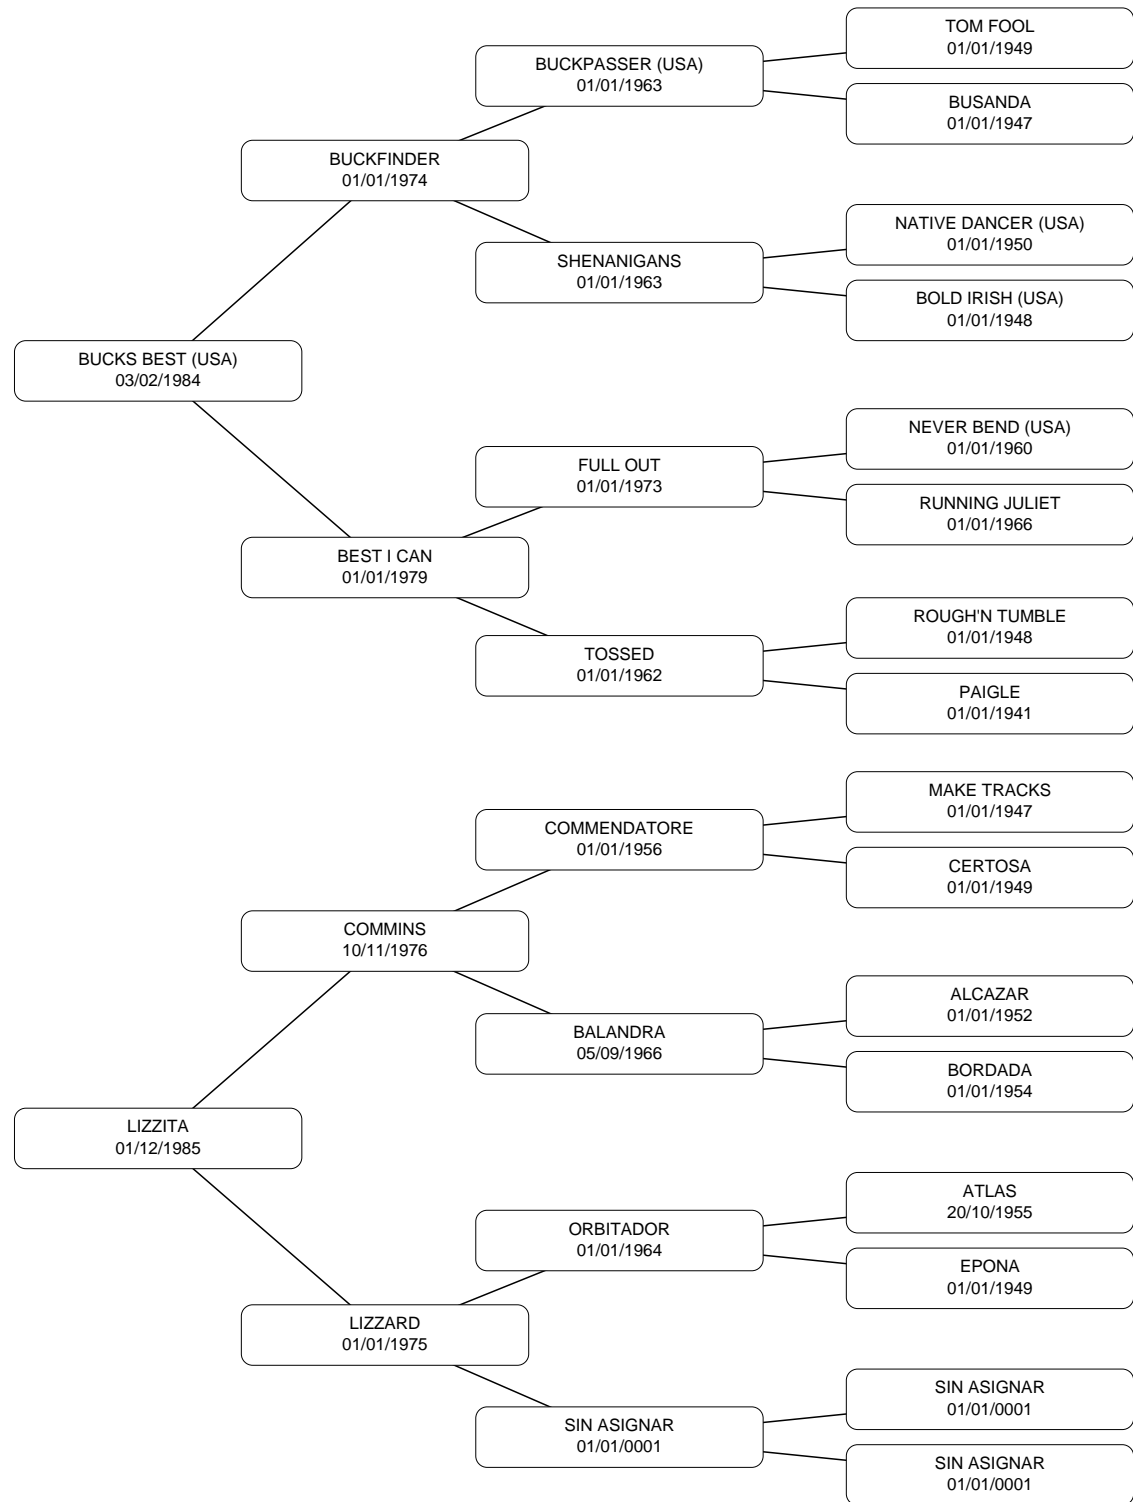 TOM FOOL
01/01/1949
BUCKPASSER (USA)
01/01/1963
BUSANDA
01/01/1947
BUCKFINDER
01/01/1974
NATIVE DANCER (USA)
01/01/1950
SHENANIGANS
01/01/1963
BOLD IRISH (USA)
01/01/1948
BUCKS BEST (USA)
03/02/1984
NEVER BEND (USA)
01/01/1960
FULL OUT
01/01/1973
RUNNING JULIET
01/01/1966
BEST I CAN
01/01/1979
ROUGH'N TUMBLE
01/01/1948
TOSSED
01/01/1962
PAIGLE
01/01/1941
MAKE TRACKS
01/01/1947
COMMENDATORE
01/01/1956
CERTOSA
01/01/1949
COMMINS
10/11/1976
ALCAZAR
01/01/1952
BALANDRA
05/09/1966
BORDADA
01/01/1954
LIZZITA
01/12/1985
ATLAS
20/10/1955
ORBITADOR
01/01/1964
EPONA
01/01/1949
LIZZARD
01/01/1975
SIN ASIGNAR
01/01/0001
SIN ASIGNAR
01/01/0001
SIN ASIGNAR
01/01/0001